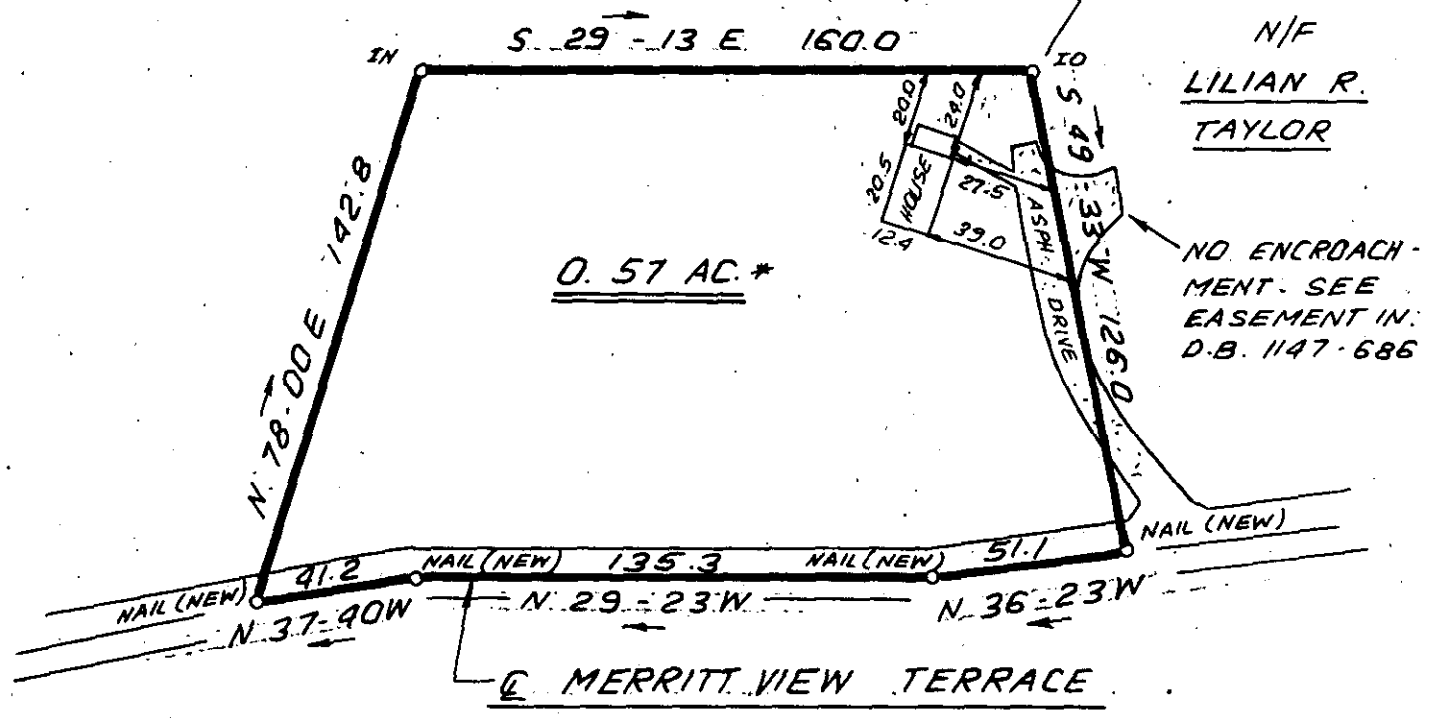 S 29-13 E 160.0
IN
IO
N/F
LILIAN R.
TAYLOR
S 49-33 W 126.0
20.0
24.0
20.5
HOUSE
27.5
12.4
39.0
ASPH. DRIVE
N. 78-00 E 142.8
0.57 AC.*
NO ENCROACH-
MENT. SEE
EASEMENT IN:
D.B. 1147-686
NAIL (NEW)
41.2
NAIL (NEW)
135.3
NAIL (NEW)
51.1
NAIL (NEW)
N 37-40 W
N. 29-23 W
N 36-23 W
℄ MERRITT VIEW TERRACE